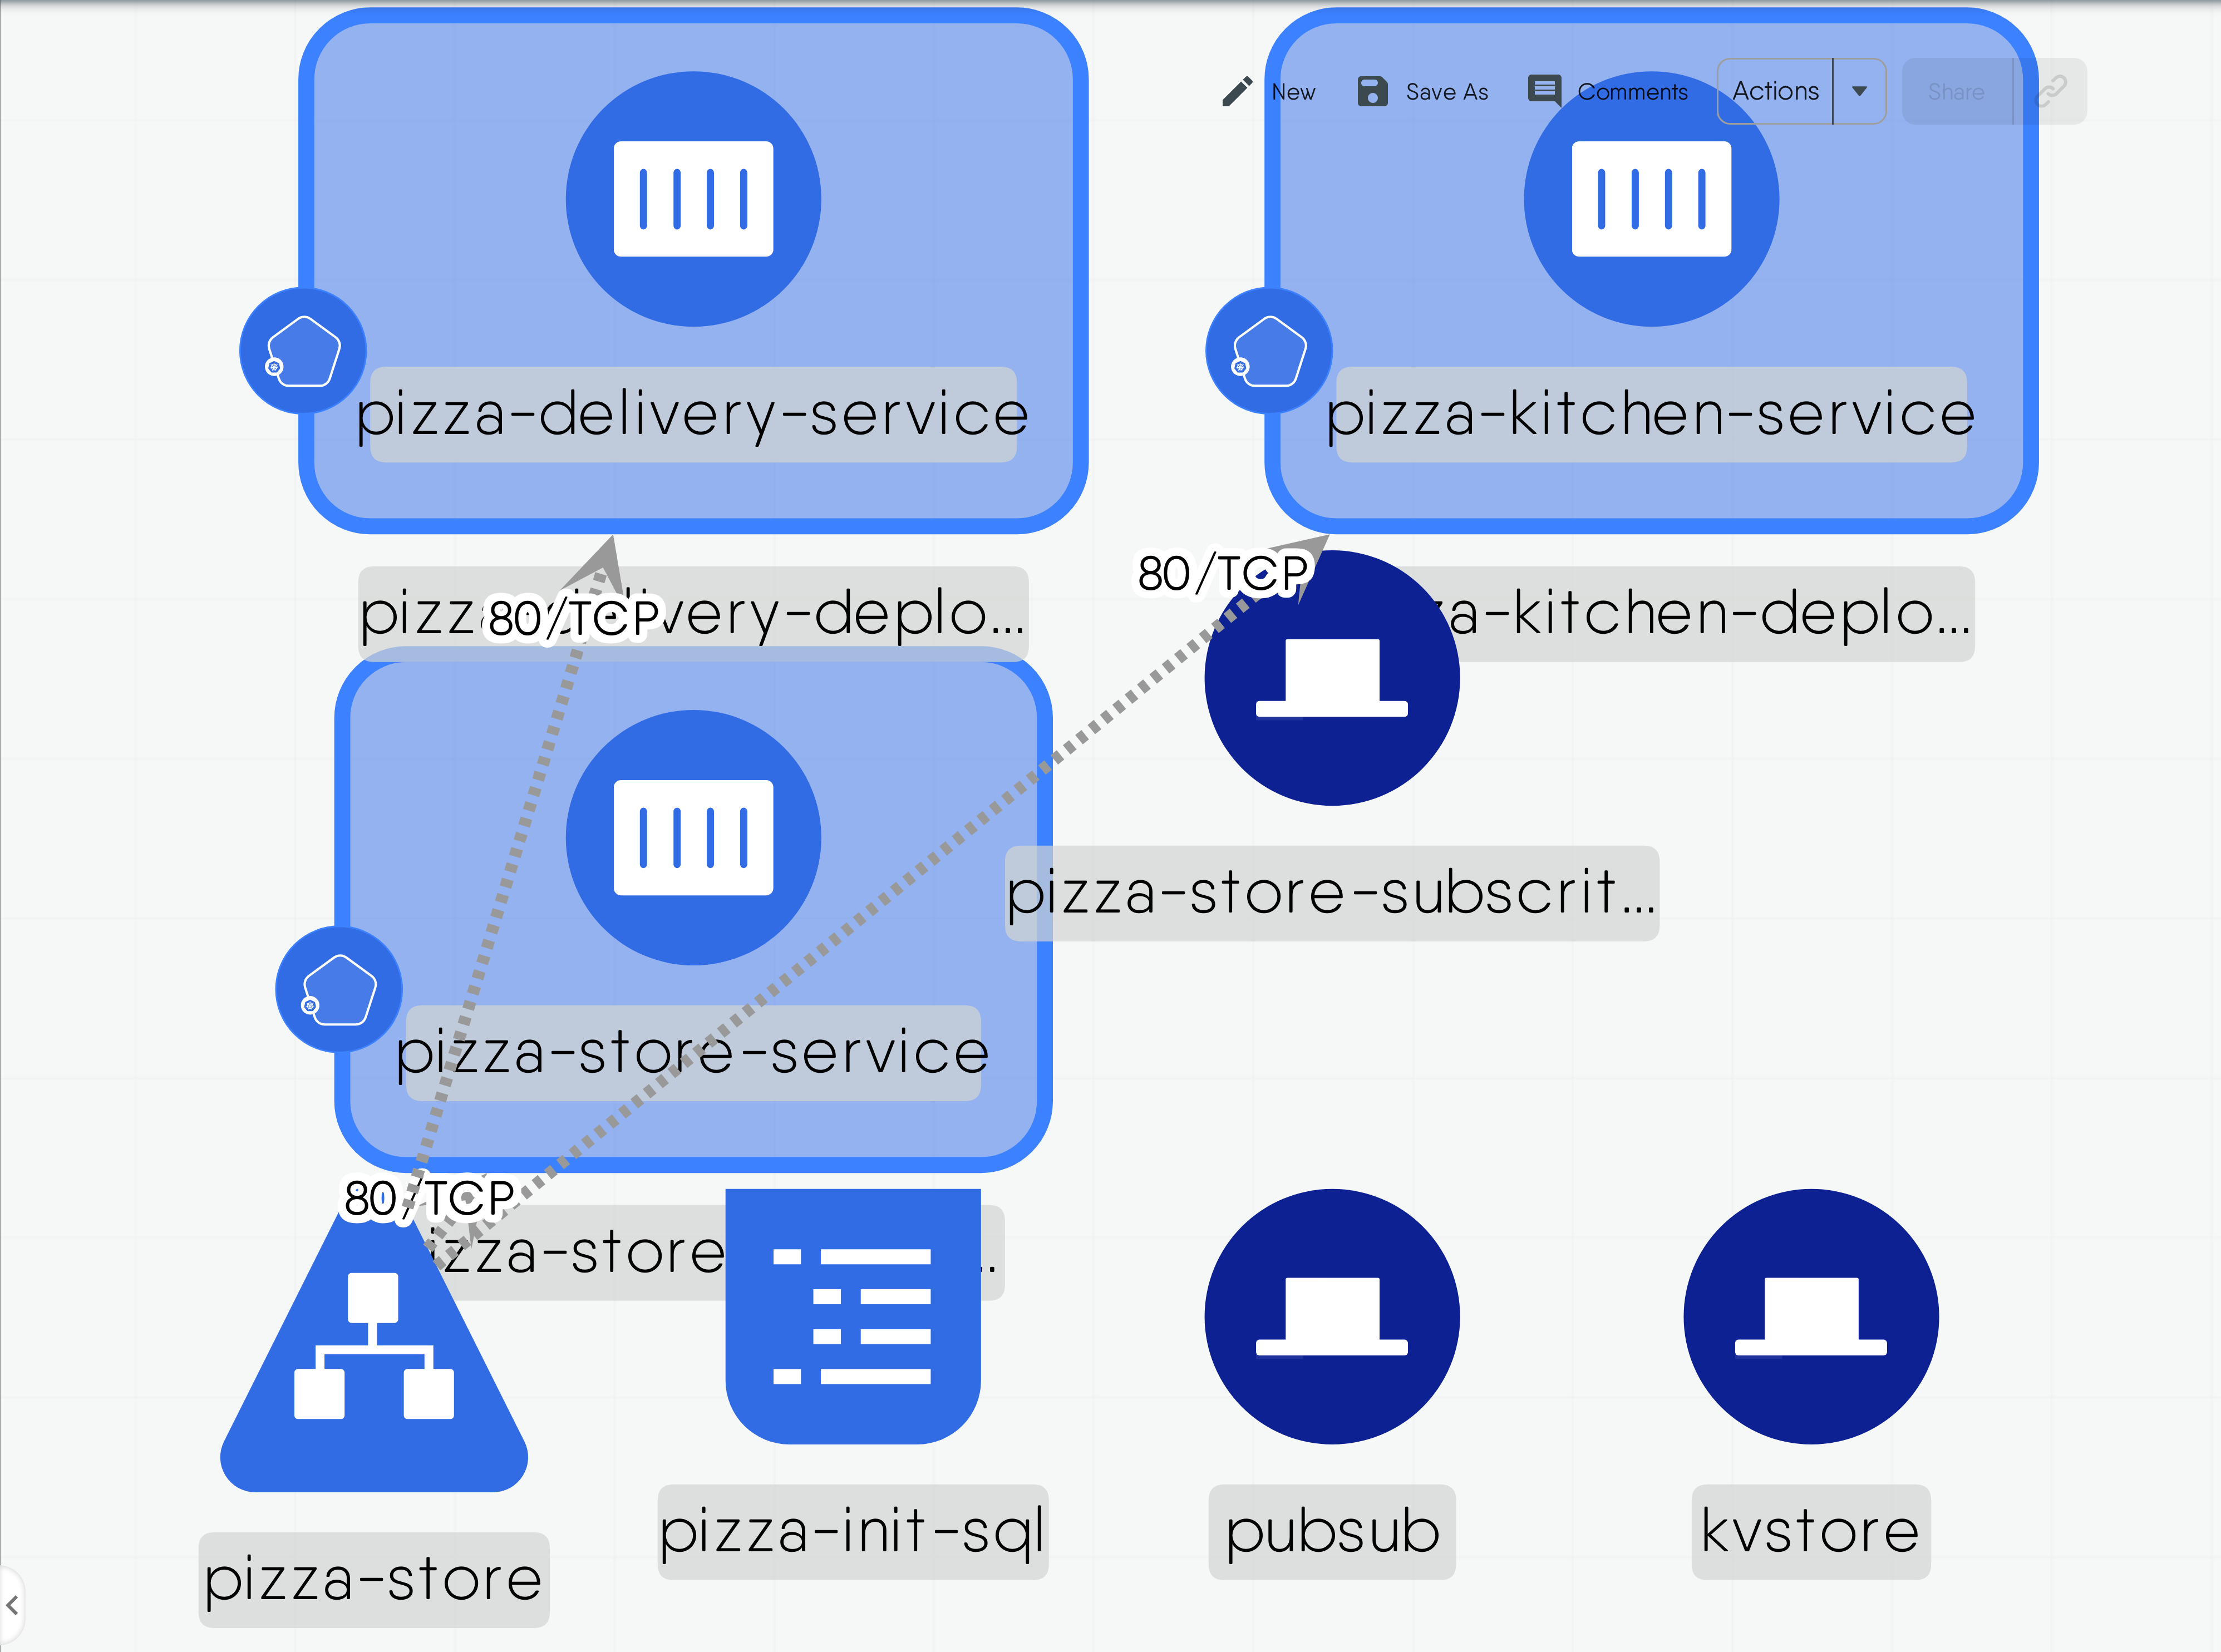 New Save As Comments Actions Share
pizza-delivery-service
pizza-kitchen-service
80/TCP
80/TCP
a-kitchen-deplo...
very-deplo...
pizza-store-subscrit...
pizza-store-service
80/TCP
izza-store
pizza-init-sql
pubsub
kvstore
pizza-store